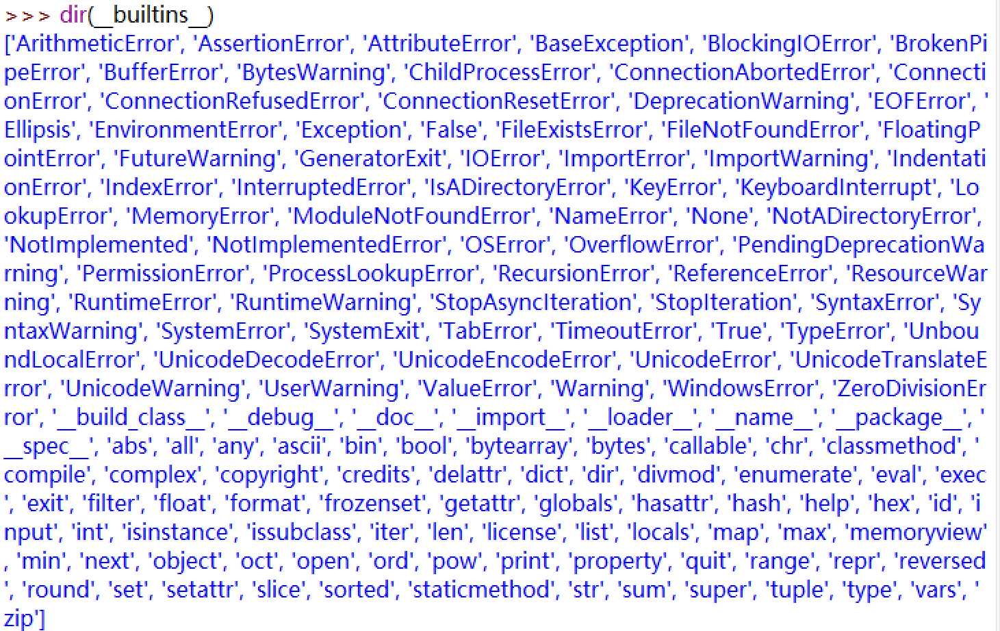 >>> dir(__builtins__)
['ArithmeticError', 'AssertionError', 'AttributeError', 'BaseException', 'BlockingIOError', 'BrokenPi
peError', 'BufferError', 'BytesWarning', 'ChildProcessError', 'ConnectionAbortedError', 'Connecti
onError', 'ConnectionRefusedError', 'ConnectionResetError', 'DeprecationWarning', 'EOFError', '
Ellipsis', 'EnvironmentError', 'Exception', 'False', 'FileExistsError', 'FileNotFoundError', 'FloatingP
ointError', 'FutureWarning', 'GeneratorExit', 'IOError', 'ImportError', 'ImportWarning', 'Indentati
onError', 'IndexError', 'InterruptedError', 'IsADirectoryError', 'KeyError', 'KeyboardInterrupt', 'Lo
okupError', 'MemoryError', 'ModuleNotFoundError', 'NameError', 'None', 'NotADirectoryError',
'NotImplemented', 'NotImplementedError', 'OSError', 'OverflowError', 'PendingDeprecationWa
rning', 'PermissionError', 'ProcessLookupError', 'RecursionError', 'ReferenceError', 'ResourceWar
ning', 'RuntimeError', 'RuntimeWarning', 'StopAsyncIteration', 'StopIteration', 'SyntaxError', 'Sy
ntaxWarning', 'SystemError', 'SystemExit', 'TabError', 'TimeoutError', 'True', 'TypeError', 'Unbou
ndLocalError', 'UnicodeDecodeError', 'UnicodeEncodeError', 'UnicodeError', 'UnicodeTranslateE
rror', 'UnicodeWarning', 'UserWarning', 'ValueError', 'Warning', 'WindowsError', 'ZeroDivisionEr
ror', '__build_class__', '__debug__', '__doc__', '__import__', '__loader__', '__name__', '__package__', '
__spec__', 'abs', 'all', 'any', 'ascii', 'bin', 'bool', 'bytearray', 'bytes', 'callable', 'chr', 'classmethod', '
compile', 'complex', 'copyright', 'credits', 'delattr', 'dict', 'dir', 'divmod', 'enumerate', 'eval', 'exec
', 'exit', 'filter', 'float', 'format', 'frozenset', 'getattr', 'globals', 'hasattr', 'hash', 'help', 'hex', 'id', 'i
nput', 'int', 'isinstance', 'issubclass', 'iter', 'len', 'license', 'list', 'locals', 'map', 'max', 'memoryview'
, 'min', 'next', 'object', 'oct', 'open', 'ord', 'pow', 'print', 'property', 'quit', 'range', 'repr', 'reversed
', 'round', 'set', 'setattr', 'slice', 'sorted', 'staticmethod', 'str', 'sum', 'super', 'tuple', 'type', 'vars', '
zip']